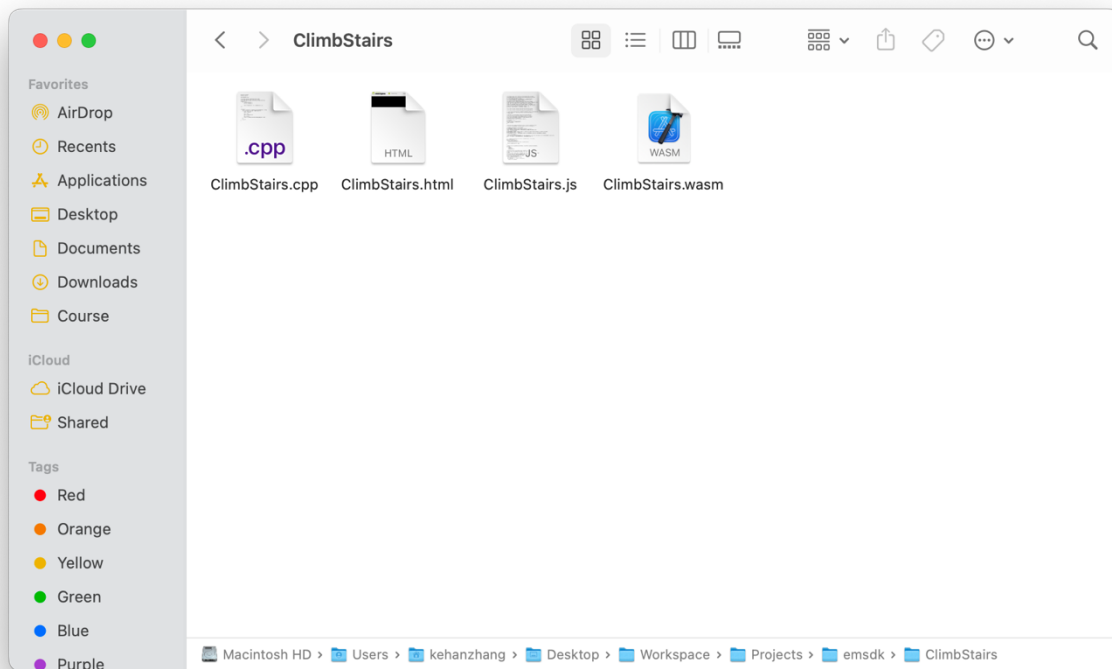 ClimbStairs
Favorites
AirDrop
Recents
Applications
Desktop
Documents
Downloads
Course
iCloud
iCloud Drive
Shared
Tags
Red
Orange
Yellow
Green
Blue
Purple
.cpp
HTML
JS
WASM
ClimbStairs.cpp
ClimbStairs.html
ClimbStairs.js
ClimbStairs.wasm
Macintosh HD › Users › kehanzhang › Desktop › Workspace › Projects › emsdk › ClimbStairs